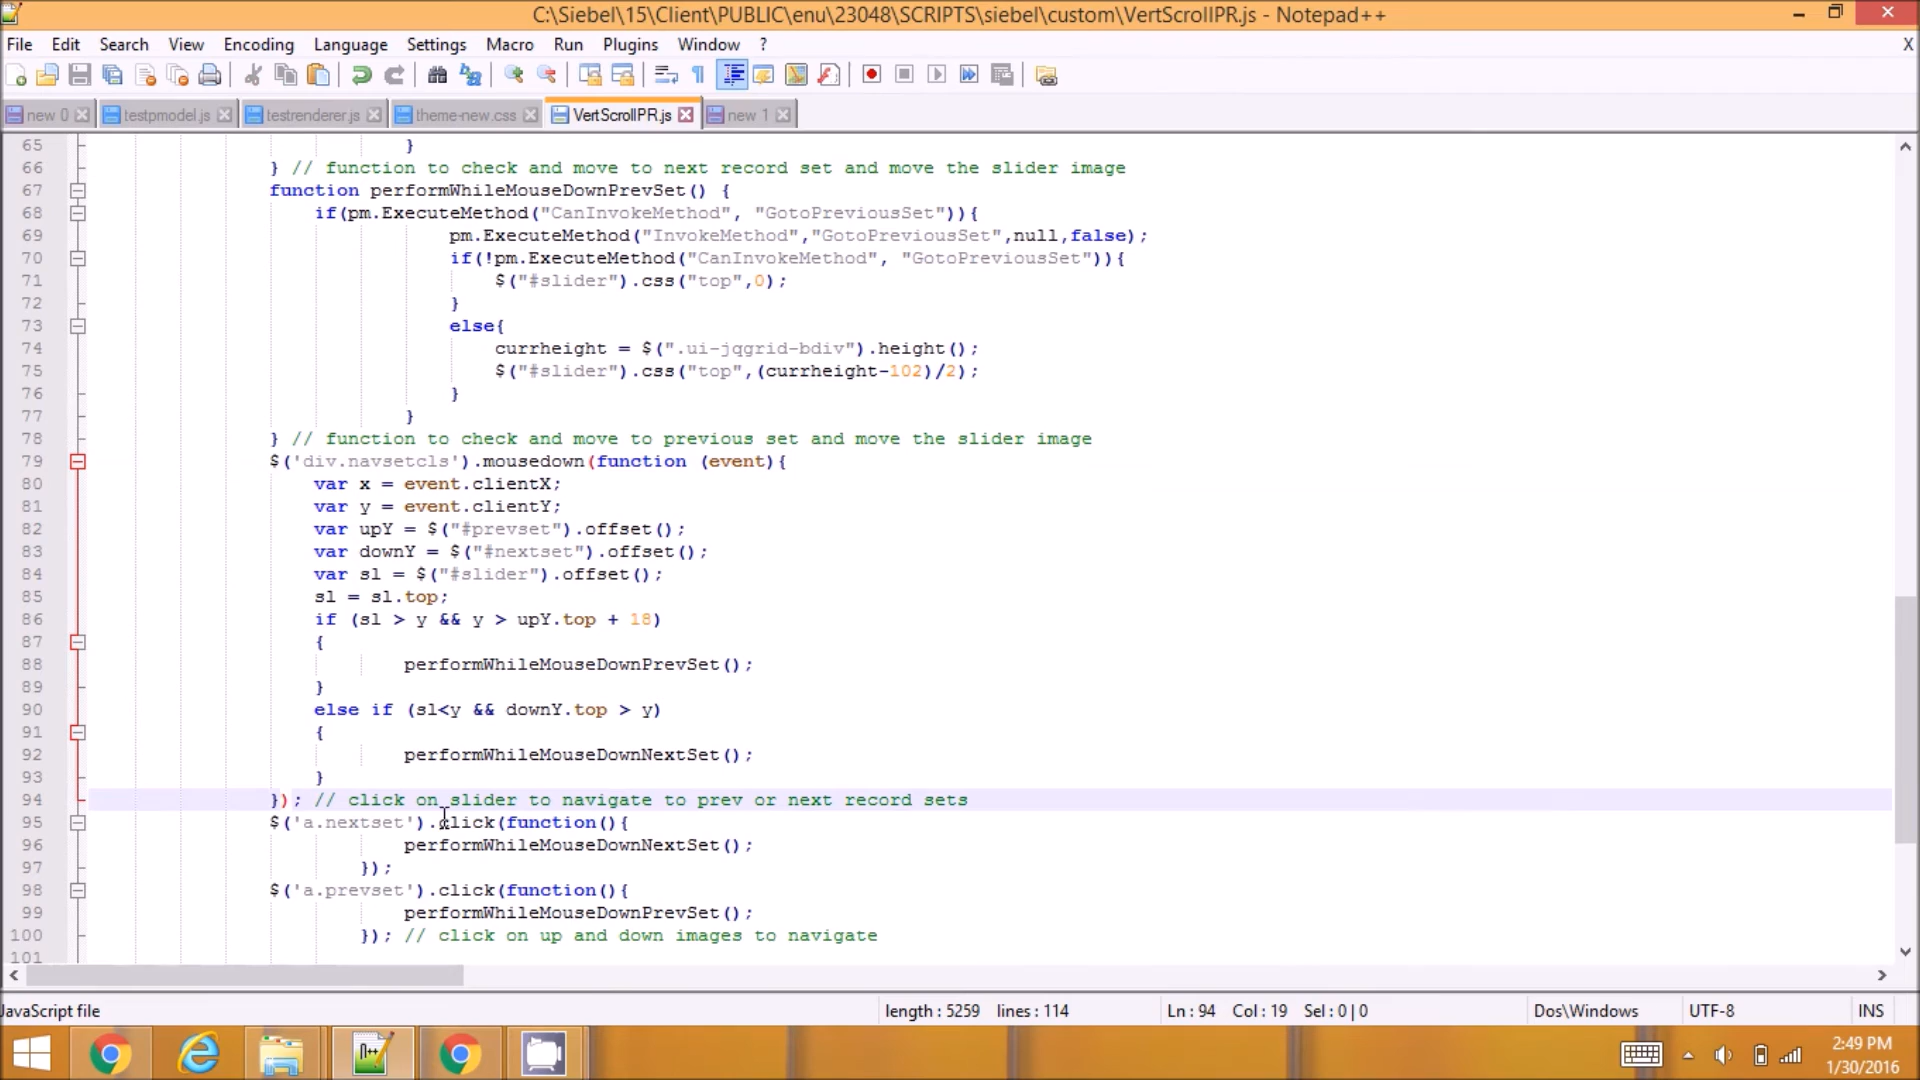 C:\Siebel\15\Client\PUBLIC\enu\23048\SCRIPTS\siebel\custom\VertScrollPR.js - Notepad++
File Edit Search View Encoding Language Settings Macro Run Plugins Window ? X
new 0 testpmodel.js testrenderer.js theme-new.css VertScrollPR.js new 1
65 }
66 } // function to check and move to next record set and move the slider image
67 function performWhileMouseDownPrevSet() {
68 if(pm.ExecuteMethod("CanInvokeMethod", "GotoPreviousSet")){
69 pm.ExecuteMethod("InvokeMethod","GotoPreviousSet",null,false);
70 if(!pm.ExecuteMethod("CanInvokeMethod", "GotoPreviousSet")){
71 $("#slider").css("top",0);
72 }
73 else{
74 currheight = $(".ui-jqgrid-bdiv").height();
75 $("#slider").css("top",(currheight-102)/2);
76 }
77 }
78 } // function to check and move to previous set and move the slider image
79 $('div.navsetcls').mousedown(function (event){
80 var x = event.clientX;
81 var y = event.clientY;
82 var upY = $("#prevset").offset();
83 var downY = $("#nextset").offset();
84 var sl = $("#slider").offset();
85 sl = sl.top;
86 if (sl > y && y > upY.top + 18)
87 {
88 performWhileMouseDownPrevSet();
89 }
90 else if (sl<y && downY.top > y)
91 {
92 performWhileMouseDownNextSet();
93 }
94 }); // click on slider to navigate to prev or next record sets
95 $('a.nextset').click(function(){
96 performWhileMouseDownNextSet();
97 });
98 $('a.prevset').click(function(){
99 performWhileMouseDownPrevSet();
100 }); // click on up and down images to navigate
101
JavaScript file length : 5259 lines : 114 Ln : 94 Col : 19 Sel : 0 | 0 Dos\Windows UTF-8 INS
2:49 PM
1/30/2016